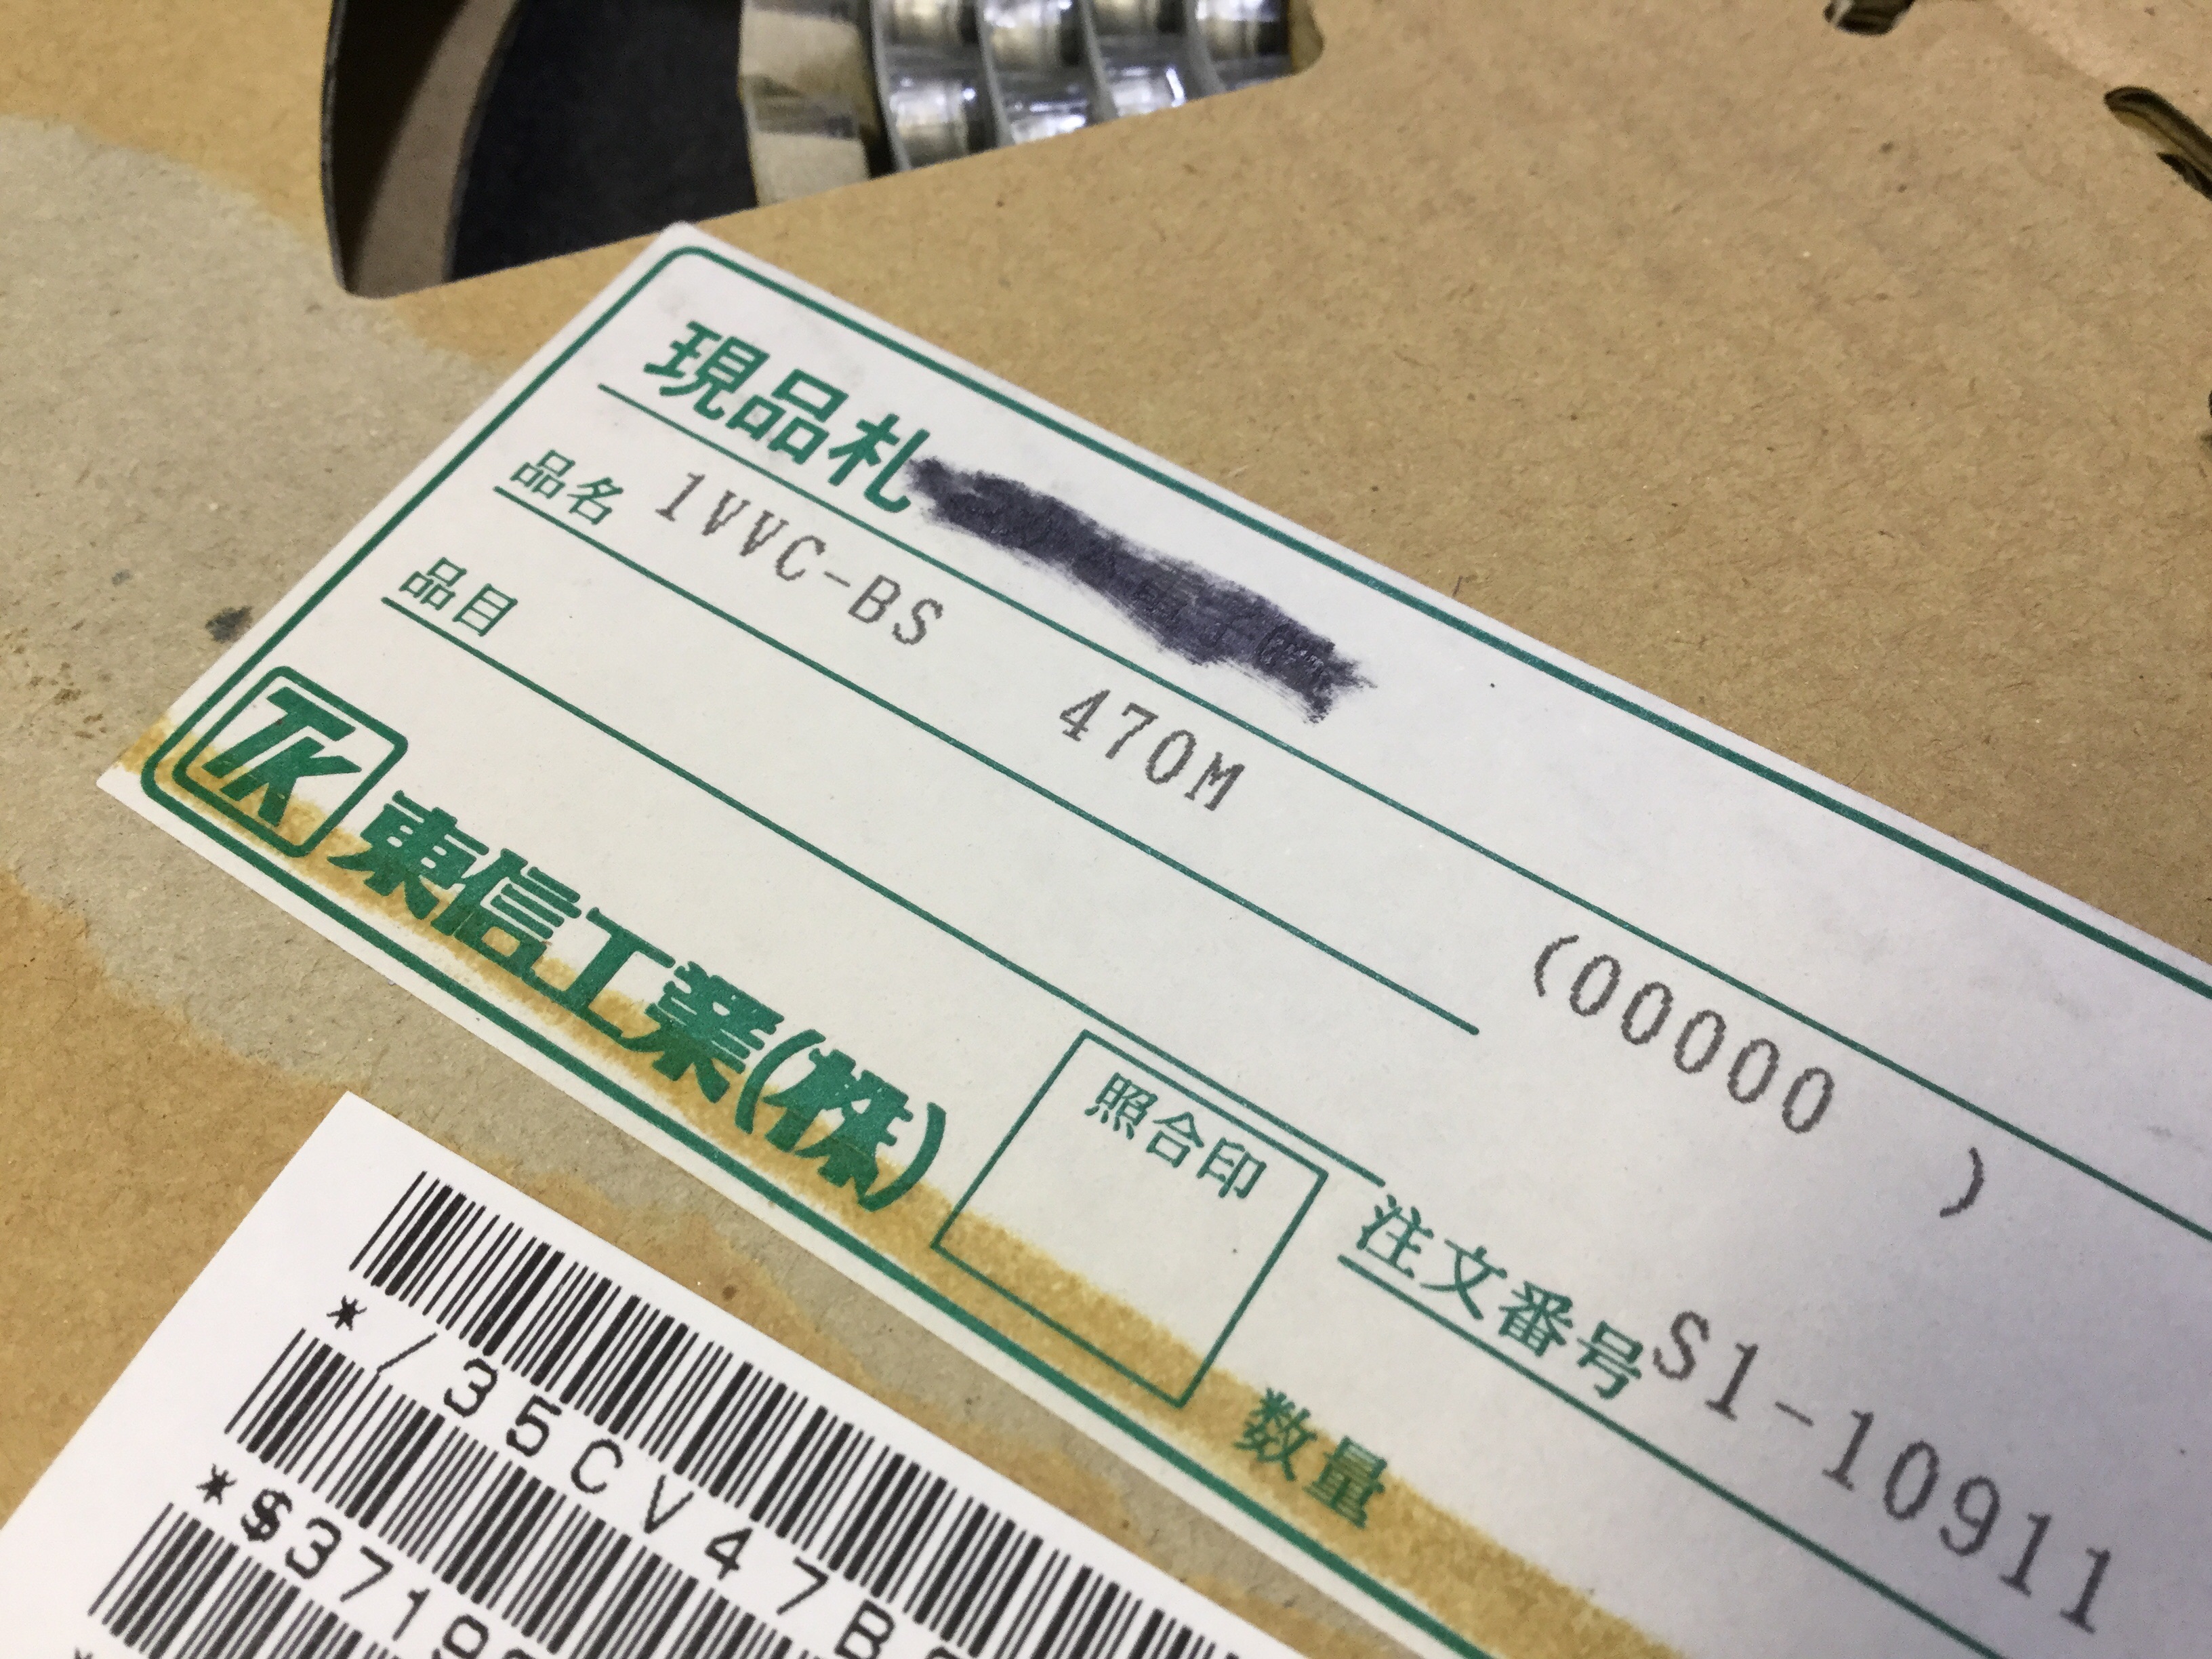 現品札
品名 1VVC-BS 470M (00000 )
品目
TK 東信工業(株)
照合印
注文番号 S1-10911
数量
*/35CV47B
*$3719